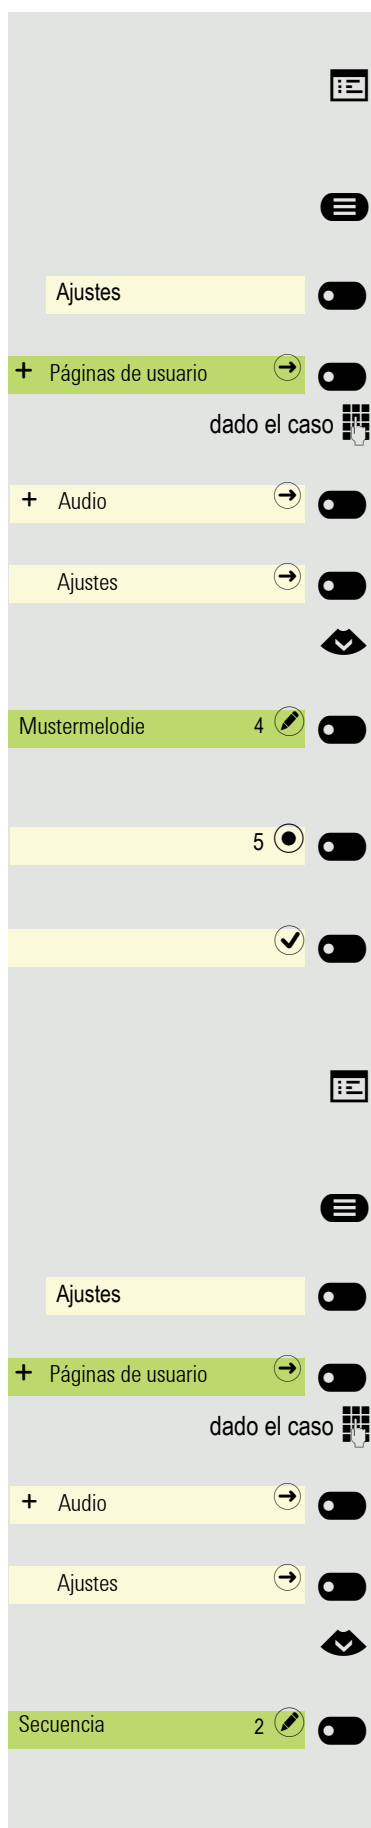 Ajustes
+ Páginas de usuario
dado el caso
+ Audio
Ajustes
Mustermelodie 4
5
Ajustes
+ Páginas de usuario
dado el caso
+ Audio
Ajustes
Secuencia 2